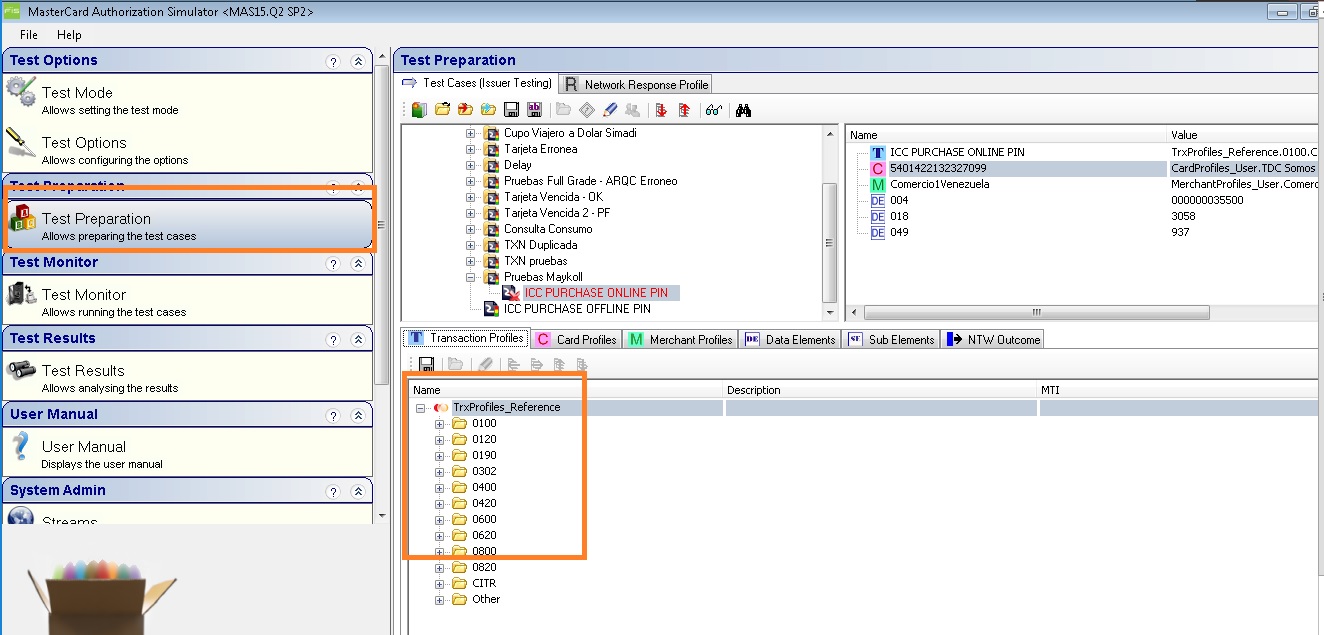 FIS MasterCard Authorization Simulator <MAS15.Q2 SP2>
File Help
Test Options ?
Test Mode
Allows setting the test mode
Test Options
Allows configuring the options
Test Preparation ?
Test Preparation
Allows preparing the test cases
Test Monitor ?
Test Monitor
Allows running the test cases
Test Results ?
Test Results
Allows analysing the results
User Manual ?
User Manual
Displays the user manual
System Admin ?
Streams
Test Preparation
Test Cases (Issuer Testing) R Network Response Profile
Cupo Viajero a Dolar Simadi
Tarjeta Erronea
Delay
Pruebas Full Grade - ARQC Erroneo
Tarjeta Vencida - OK
Tarjeta Vencida 2 - PF
Consulta Consumo
TXN Duplicada
TXN pruebas
Pruebas Maykoll
ICC PURCHASE ONLINE PIN
ICC PURCHASE OFFLINE PIN
Name Value
T ICC PURCHASE ONLINE PIN TrxProfiles_Reference.0100.C
C 5401422132327099 CardProfiles_User.TDC Somos
M Comercio1Venezuela MerchantProfiles_User.Comerc
DE 004 000000035500
DE 018 3058
DE 049 937
T Transaction Profiles C Card Profiles M Merchant Profiles DE Data Elements SE Sub Elements NTW Outcome
Name Description MTI
TrxProfiles_Reference
0100
0120
0190
0302
0400
0420
0600
0620
0800
0820
CITR
Other